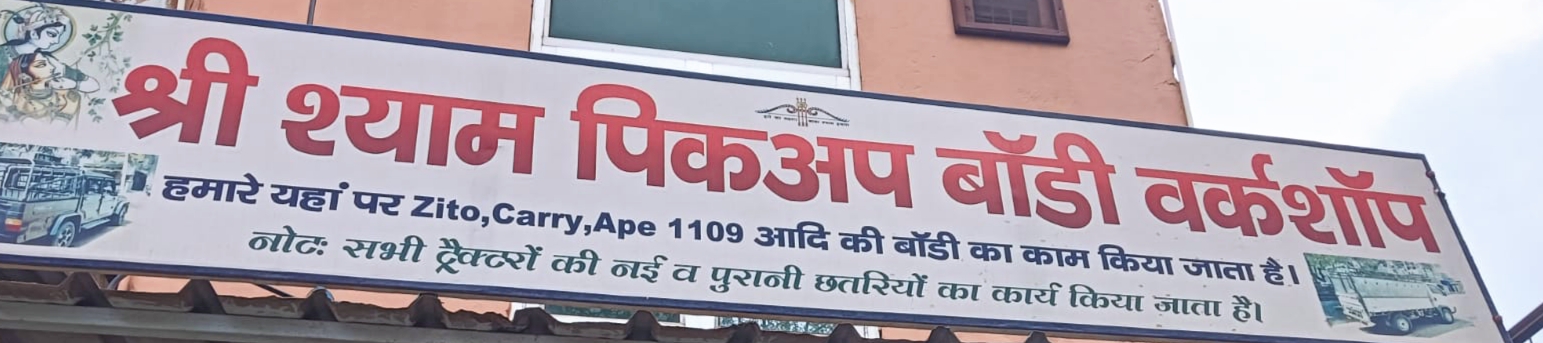 श्री श्याम पिकअप बॉडी वर्कशॉप
हमारे यहां पर Zito,Carry,Ape 1109 आदि की बॉडी का काम किया जाता है।
नोट: सभी ट्रैक्टरों की नई व पुरानी छतरियों का कार्य किया जाता है।